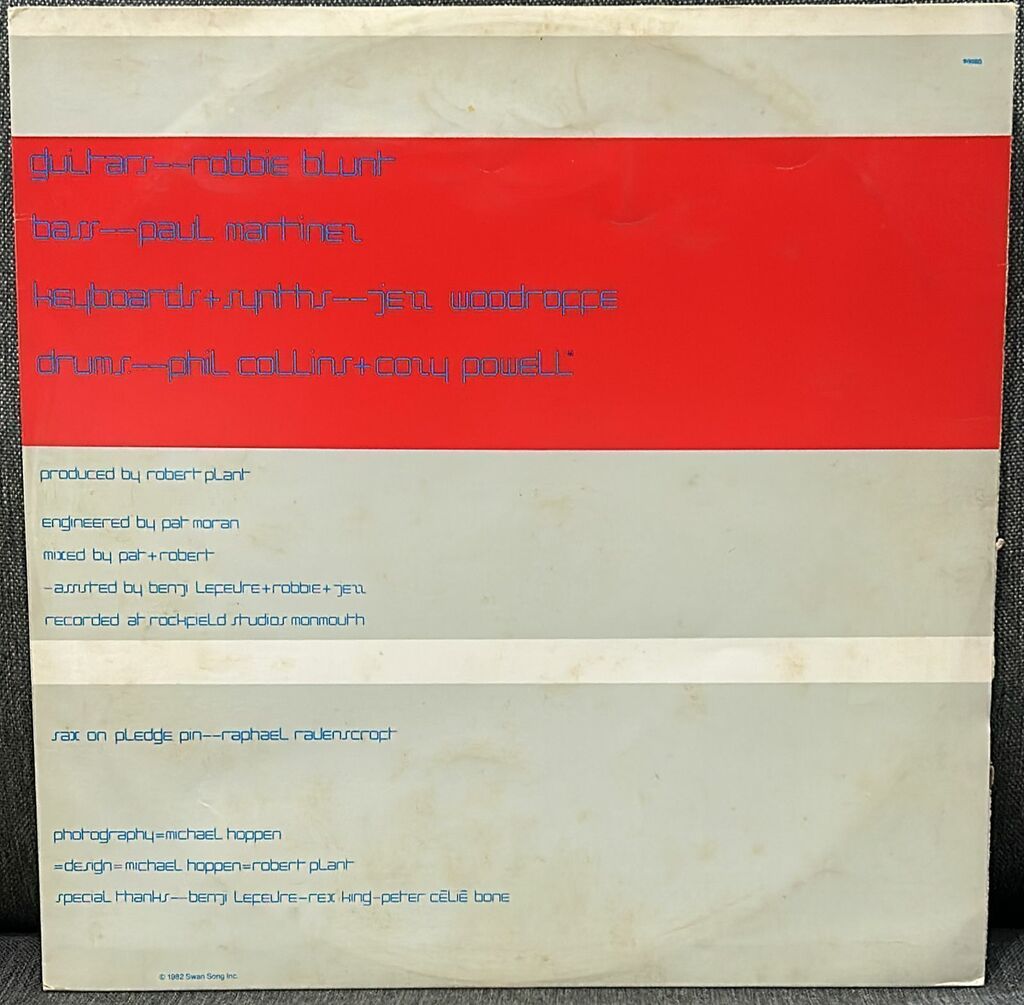 guitars--robbie blunt
bass--paul martinez
keyboards+synths--jezz woodroffe
drums--phil collins+cozy powell*
produced by robert plant
engineered by pat moran
mixed by pat+robert
-assisted by benji lefevre+robbie+jezz
recorded at rockfield studios monmouth
sax on pledge pin--raphael ravenscroft
photography=michael hoppen
=design=michael hoppen=robert plant
special thanks--benji lefevre-rex king-peter cēliē bone
© 1982 Swan Song Inc.